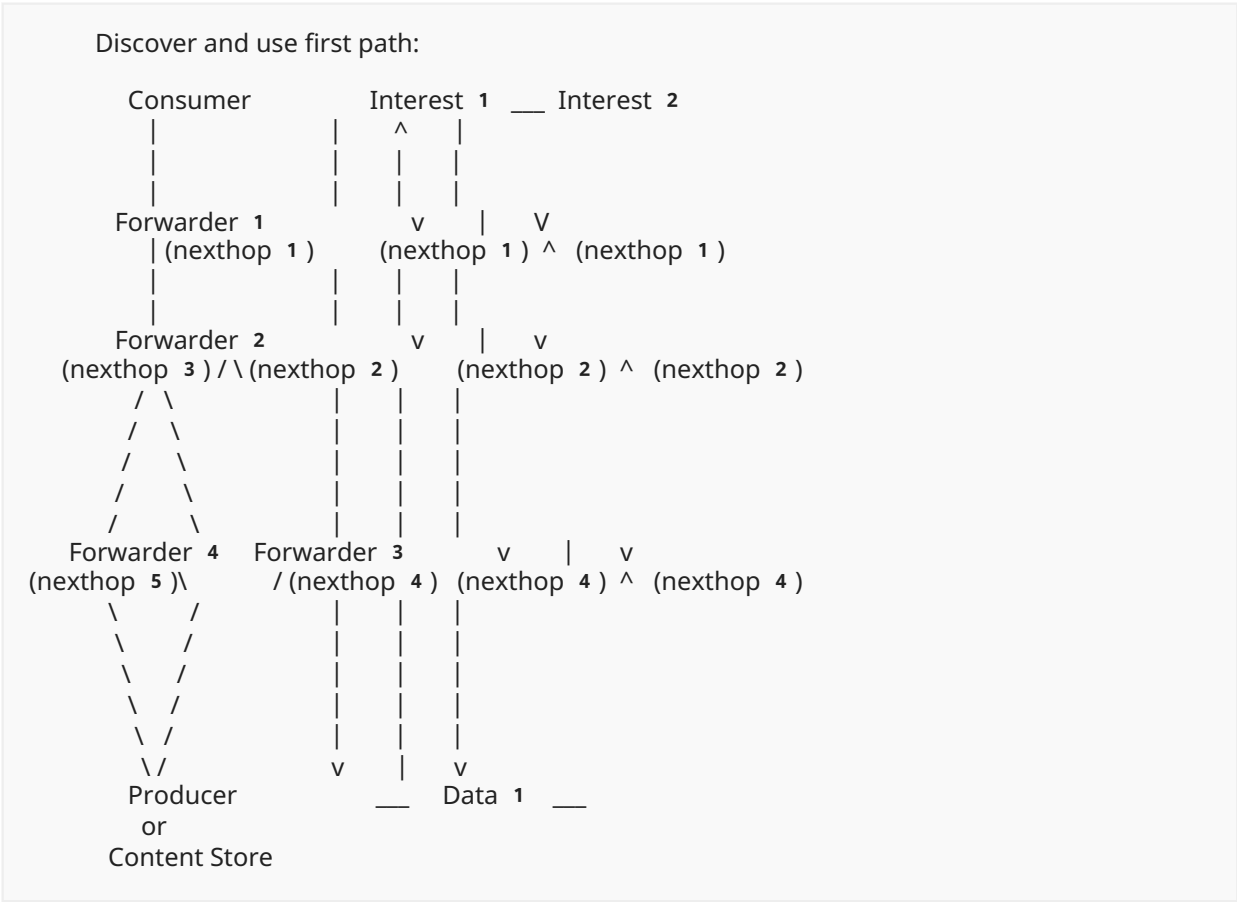 Discover and use first path:
Consumer Interest 1 ___ Interest 2
| | ^ |
| | | |
| | | |
Forwarder 1 v | V
| (nexthop 1 ) (nexthop 1 ) ^ (nexthop 1 )
| | | |
| | | |
Forwarder 2 v | v
(nexthop 3 ) / \ (nexthop 2 ) (nexthop 2 ) ^ (nexthop 2 )
/ \ | | |
/ \ | | |
/ \ | | |
/ \ | | |
/ \ | | |
Forwarder 4 Forwarder 3 v | v
(nexthop 5 )\ / (nexthop 4 ) (nexthop 4 ) ^ (nexthop 4 )
\ / | | |
\ / | | |
\ / | | |
\ / | | |
\ / | | |
\ / v | v
Producer ___ Data 1 ___
or
Content Store